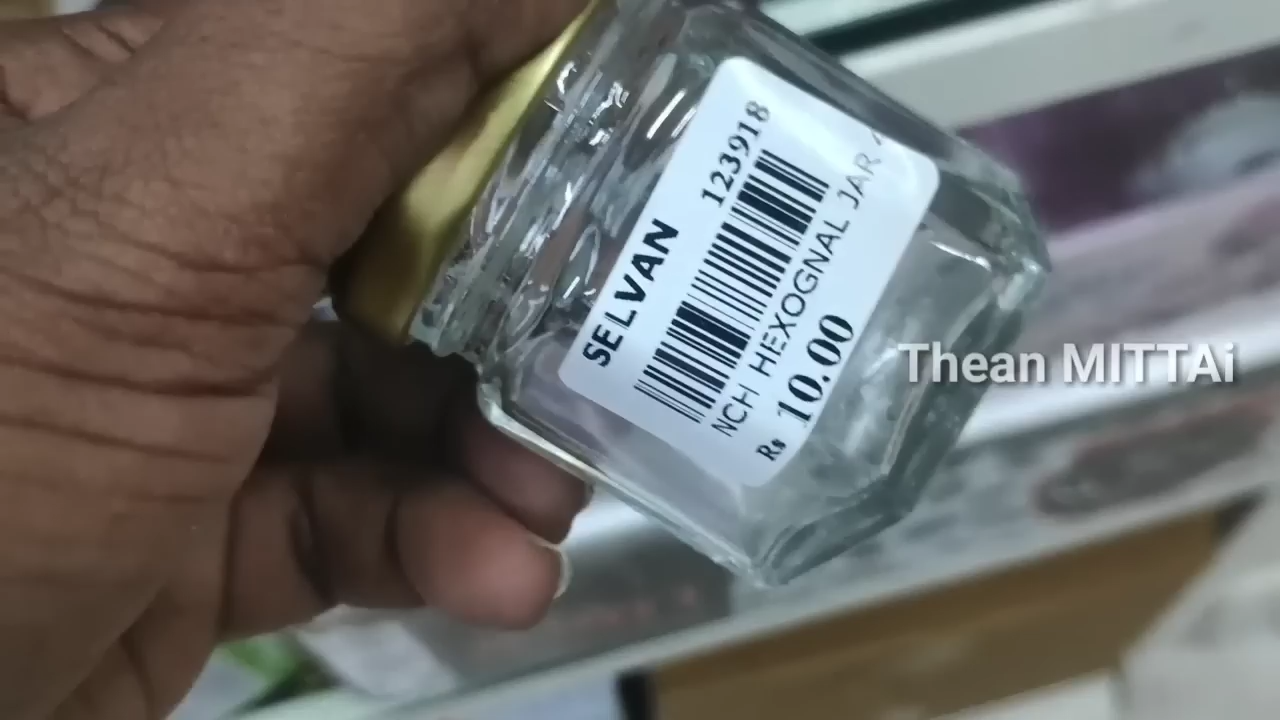 SELVAN
123918
NCH HEXOGNAL JAR
Rs 10.00
Thean MITTAi